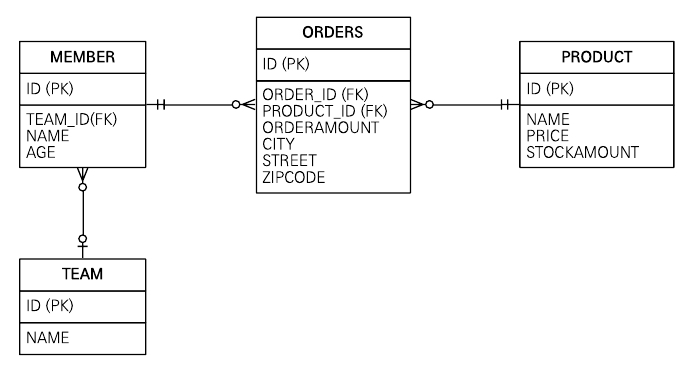 MEMBER
ID (PK)
TEAM_ID(FK)
NAME
AGE
ORDERS
ID (PK)
ORDER_ID (FK)
PRODUCT_ID (FK)
ORDERAMOUNT
CITY
STREET
ZIPCODE
PRODUCT
ID (PK)
NAME
PRICE
STOCKAMOUNT
TEAM
ID (PK)
NAME